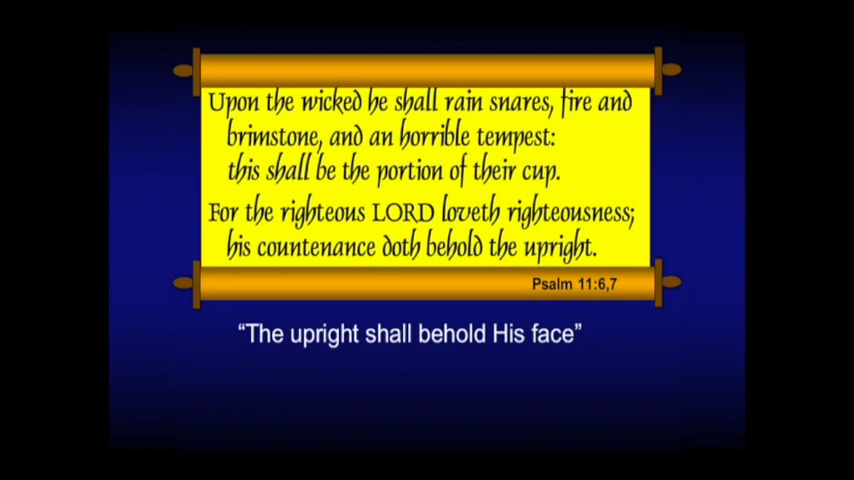 Upon the wicked he shall rain snares, fire and
brimstone, and an horrible tempest:
this shall be the portion of their cup.
For the righteous LORD loveth righteousness;
his countenance doth behold the upright.
Psalm 11:6,7
“The upright shall behold His face”